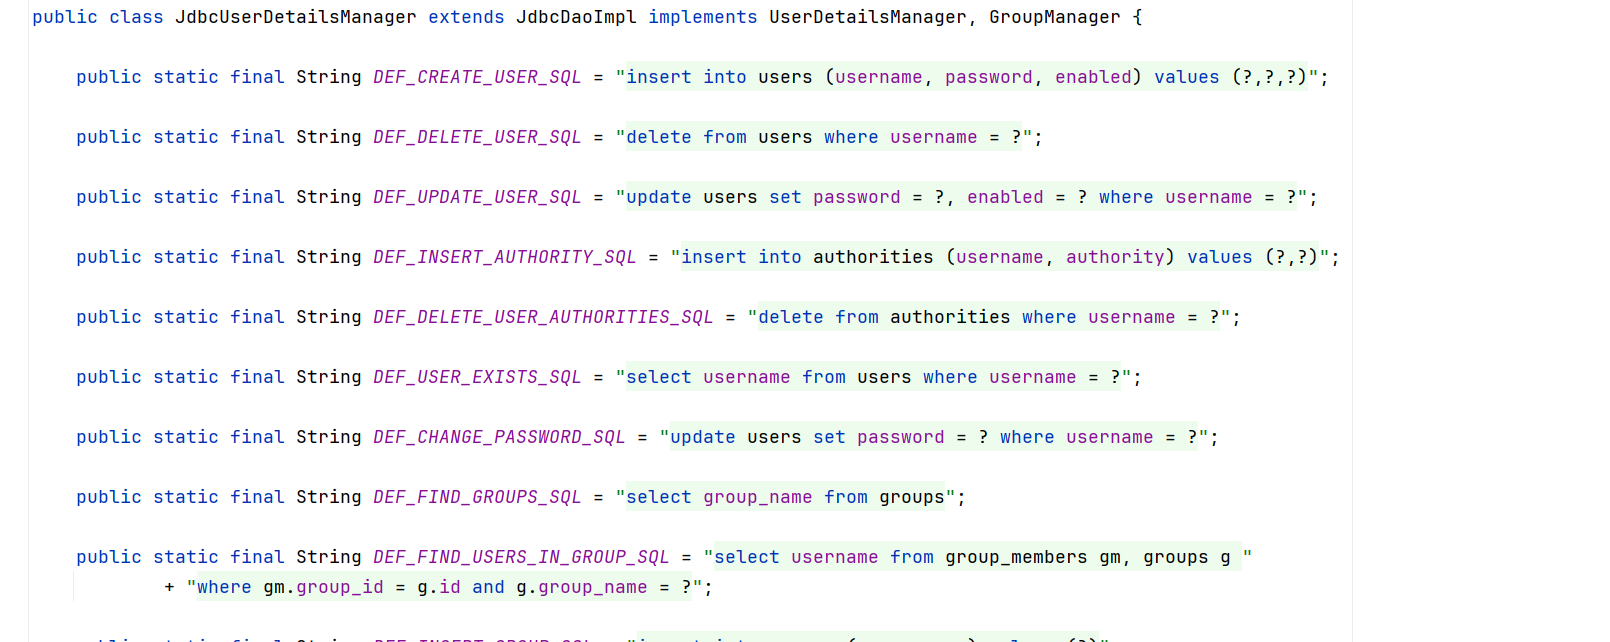 public class JdbcUserDetailsManager extends JdbcDaoImpl implements UserDetailsManager, GroupManager {
public static final String DEF_CREATE_USER_SQL = "insert into users (username, password, enabled) values (?,?,?)";
public static final String DEF_DELETE_USER_SQL = "delete from users where username = ?";
public static final String DEF_UPDATE_USER_SQL = "update users set password = ?, enabled = ? where username = ?";
public static final String DEF_INSERT_AUTHORITY_SQL = "insert into authorities (username, authority) values (?,?)";
public static final String DEF_DELETE_USER_AUTHORITIES_SQL = "delete from authorities where username = ?";
public static final String DEF_USER_EXISTS_SQL = "select username from users where username = ?";
public static final String DEF_CHANGE_PASSWORD_SQL = "update users set password = ? where username = ?";
public static final String DEF_FIND_GROUPS_SQL = "select group_name from groups";
public static final String DEF_FIND_USERS_IN_GROUP_SQL = "select username from group_members gm, groups g "
+ "where gm.group_id = g.id and g.group_name = ?";